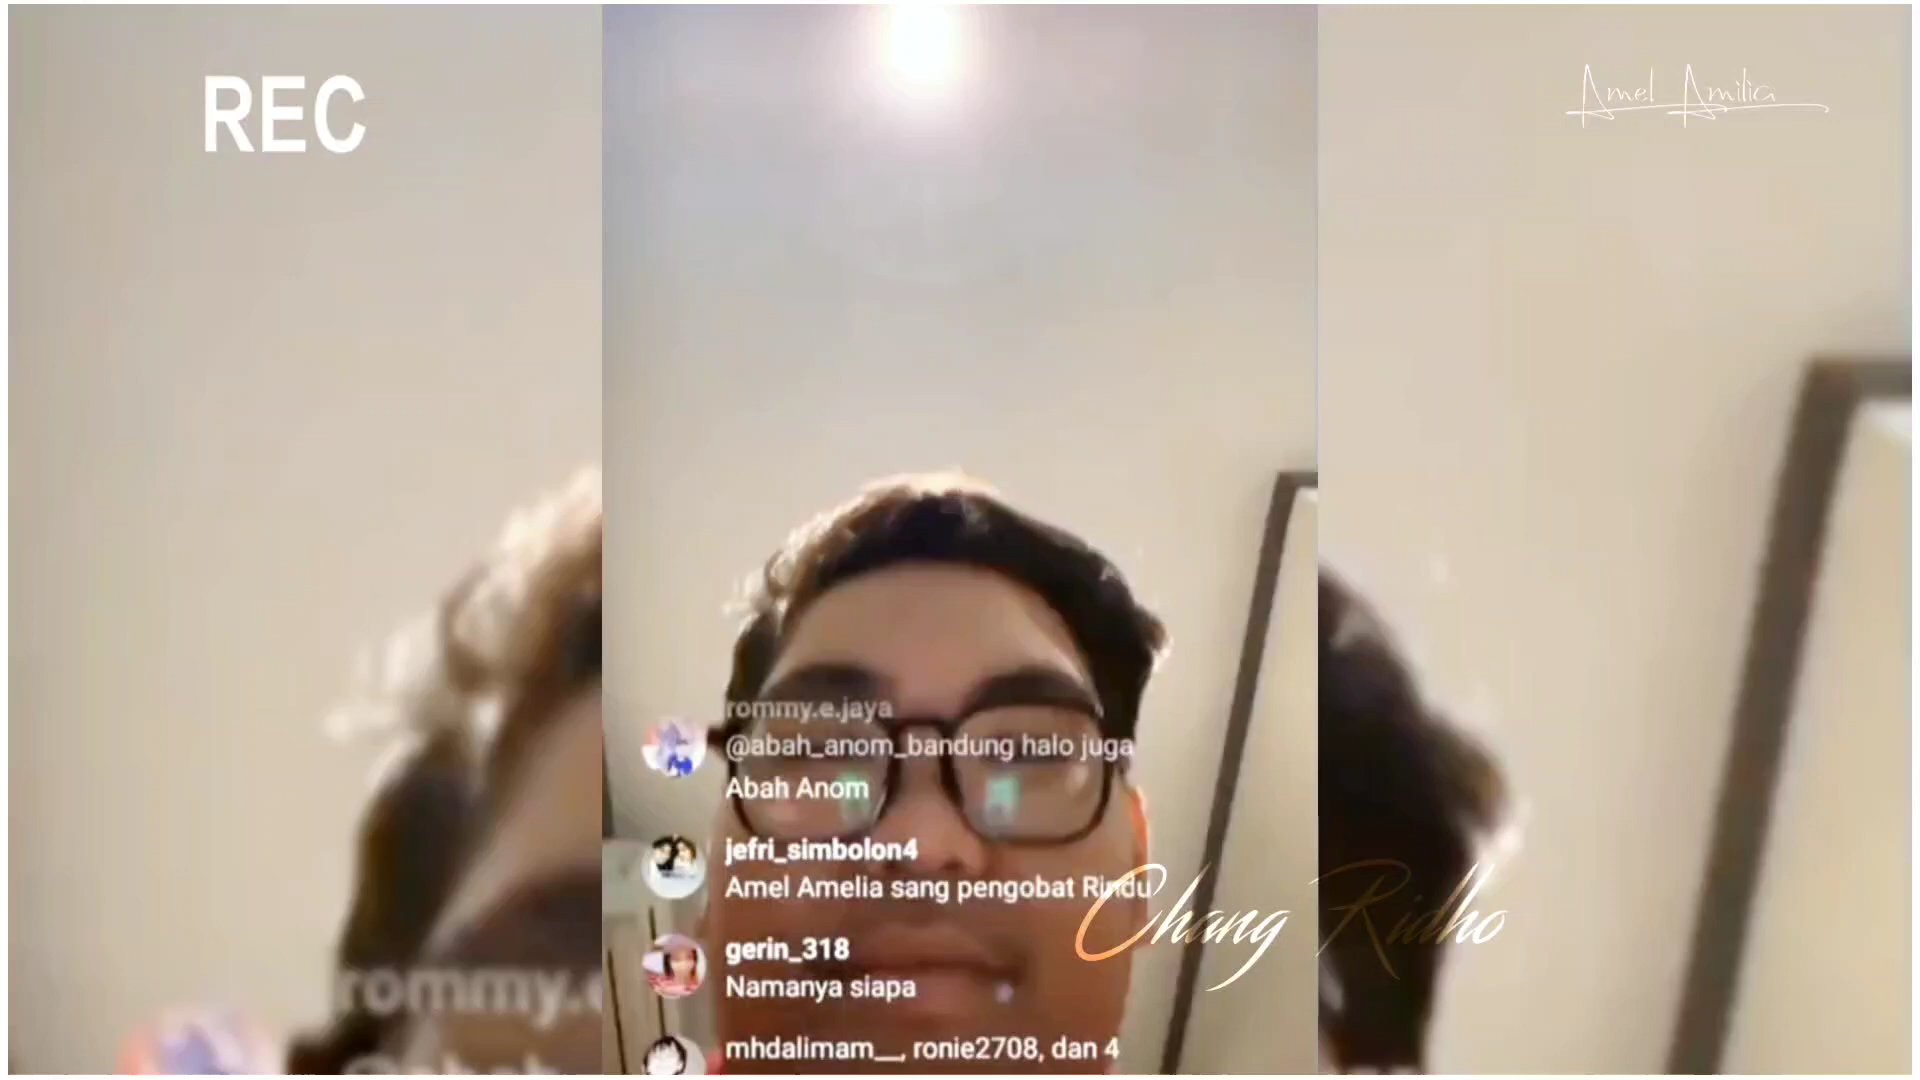 REC
Amel Amilia
rommy.e.jaya
@abah_anom_bandung halo juga
Abah Anom
jefri_simbolon4
Amel Amelia sang pengobat Rindu
gerin_318
Namanya siapa
Chang Ridho
mhdalimam__, ronie2708, dan 4
rommy.e